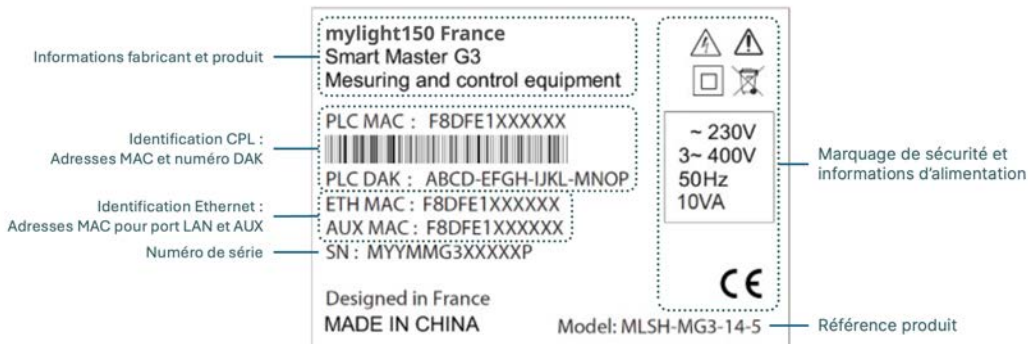 Informations fabricant et produit
Identification CPL :
Adresses MAC et numéro DAK
Identification Ethernet :
Adresses MAC pour port LAN et AUX
Numéro de série
mylight150 France
Smart Master G3
Mesuring and control equipment
PLC MAC : F8DFE1XXXXXX
PLC DAK : ABCD-EFGH-IJKL-MNOP
ETH MAC : F8DFE1XXXXXX
AUX MAC : F8DFE1XXXXXX
SN : MYYMMG3XXXXXP
Designed in France
MADE IN CHINA
Model: MLSH-MG3-14-5
~ 230V
3~ 400V
50Hz
10VA
CE
Marquage de sécurité et
informations d'alimentation
Référence produit